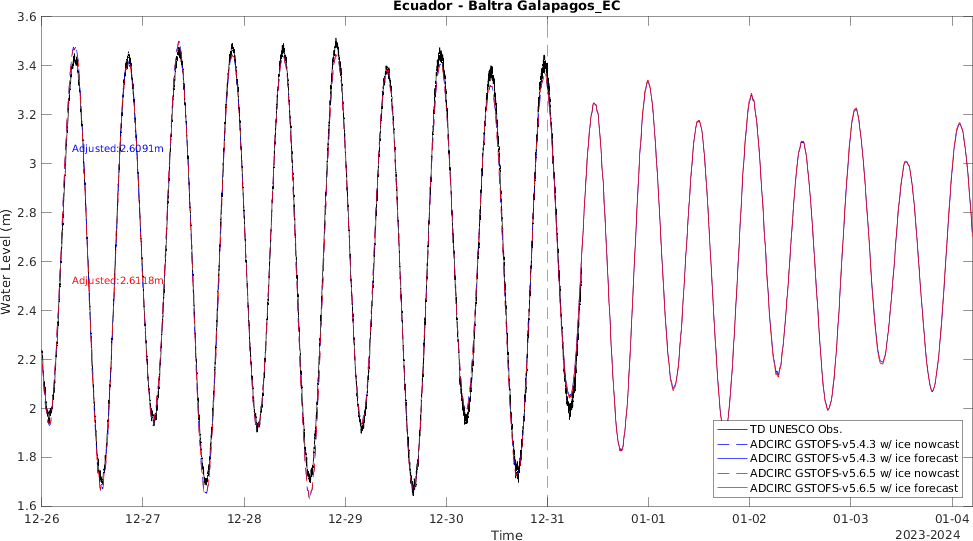 Ecuador - Baltra Galapagos_EC
3.6
3.4
3.2
3
2.8
2.6
2.4
2.2
2
1.8
1.6
Water Level (m)
Adjusted:2.6091m
Adjusted:2.6118m
TD UNESCO Obs.
ADCIRC GSTOFS-v5.4.3 w/ ice nowcast
ADCIRC GSTOFS-v5.4.3 w/ ice forecast
ADCIRC GSTOFS-v5.6.5 w/ ice nowcast
ADCIRC GSTOFS-v5.6.5 w/ ice forecast
12-26 12-27 12-28 12-29 12-30 12-31 01-01 01-02 01-03 01-04
Time
2023-2024